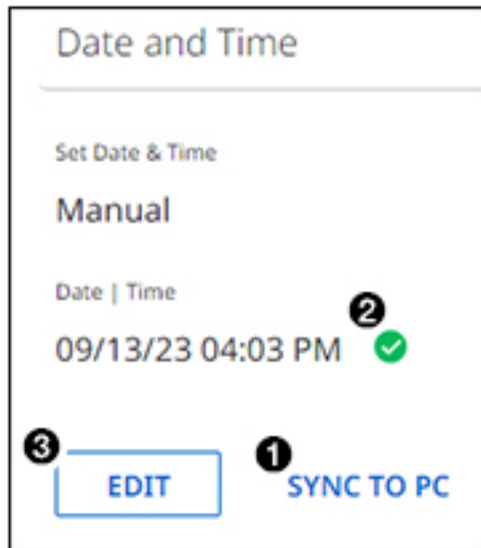 Date and Time
Set Date & Time
Manual
Date | Time
2
09/13/23 04:03 PM
3
1
EDIT
SYNC TO PC